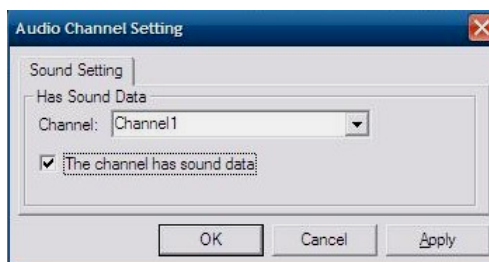 Audio Channel Setting
Sound Setting
Has Sound Data
Channel: Channel1
The channel has sound data
OK Cancel Apply